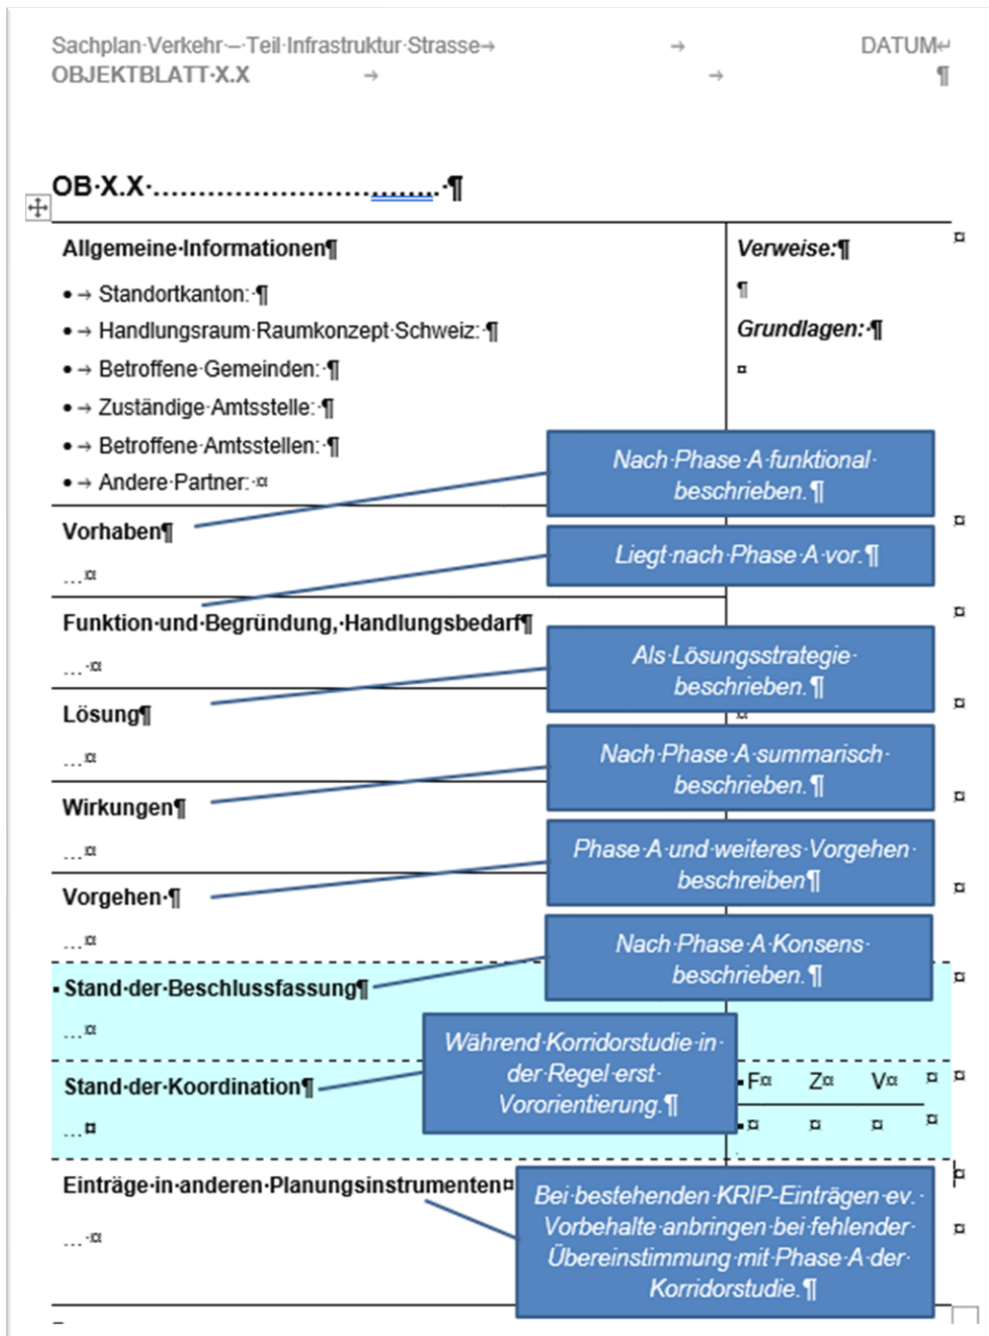 Sachplan·Verkehr·–·Teil·Infrastruktur·Strasse→ → DATUM↵
OBJEKTBLATT·X.X → → ¶
OB·X.X·................................·¶
Allgemeine·Informationen¶
•→Standortkanton:·¶
•→Handlungsraum·Raumkonzept·Schweiz:·¶
•→Betroffene·Gemeinden:·¶
•→Zuständige·Amtsstelle:·¶
•→Betroffene·Amtsstellen:·¶
•→Andere·Partner:·¤
Verweise:¶
¶
Grundlagen:·¶
¤
Nach·Phase·A·funktional·
beschrieben.¶
Vorhaben¶
…¤
Liegt·nach·Phase·A·vor.¶
Funktion·und·Begründung,·Handlungsbedarf¶
…·¤
Als·Lösungsstrategie·
beschrieben.¶
Lösung¶
…¤
Nach·Phase·A·summarisch·
beschrieben.¶
Wirkungen¶
…¤
Phase·A·und·weiteres·Vorgehen·
beschreiben¶
Vorgehen·¶
…¤
Nach·Phase·A·Konsens·
beschrieben.¶
Stand·der·Beschlussfassung¶
…¤
Während·Korridorstudie·in·
der·Regel·erst·
Vororientierung.¶
Stand·der·Koordination¶
…¤
F¤ Z¤ V¤ ¤
¤ ¤ ¤ ¤
Einträge·in·anderen·Planungsinstrumenten¤
…·¤
Bei·bestehenden·KRIP-Einträgen·ev.·
Vorbehalte·anbringen·bei·fehlender·
Übereinstimmung·mit·Phase·A·der·
Korridorstudie.¶